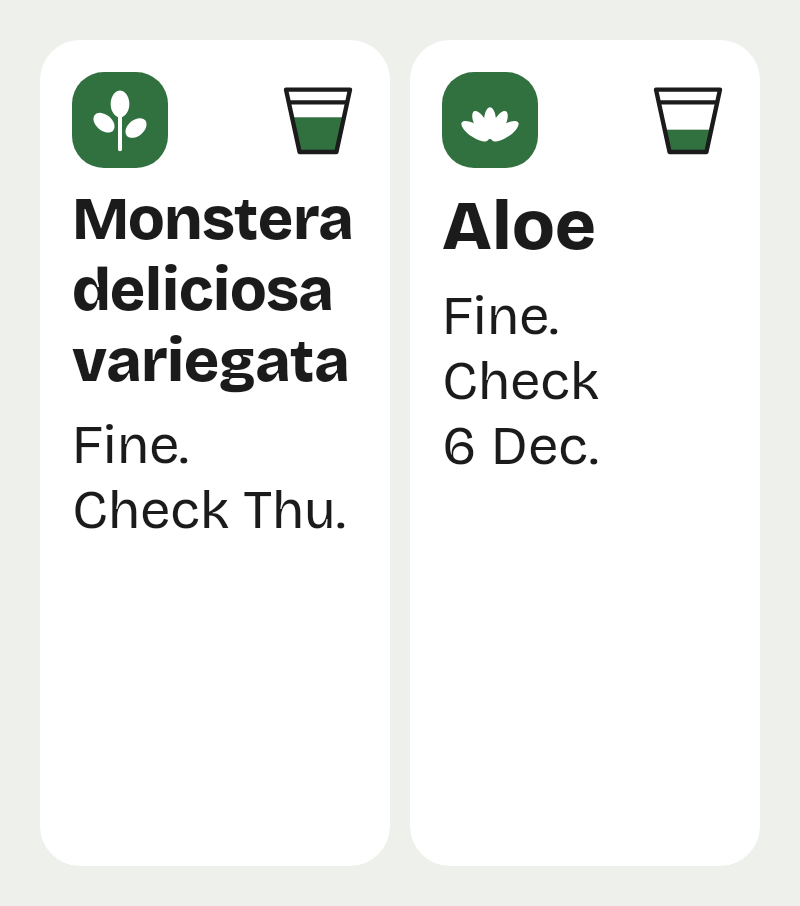 Monstera
deliciosa
variegata
Fine.
Check Thu.
Aloe
Fine.
Check
6 Dec.